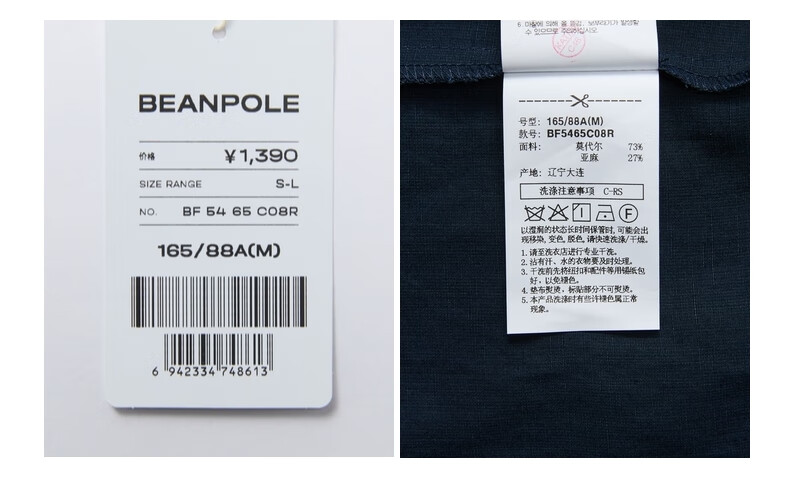 BEANPOLE
价格 ¥1,390
SIZE RANGE S-L
NO. BF 54 65 C08R
165/88A(M)
6 942334 748613
号型: 165/88A(M)
款号: BF5465C08R
面料: 莫代尔 73%
亚麻 27%
产地: 辽宁大连
洗涤注意事项 C-RS
F
以湿润的状态长时间保管时, 可能会出
现移染, 变色, 脱色, 请快速洗涤/干燥。
1. 请至洗衣店进行专业干洗。
2. 沾有汗、水的衣物要及时处理。
3. 干洗前先将纽扣和配件等用锡纸包
好, 以免褪色。
4. 垫布熨烫, 标贴部分不可熨烫。
5. 本产品洗涤时有些许褪色属正常
现象。